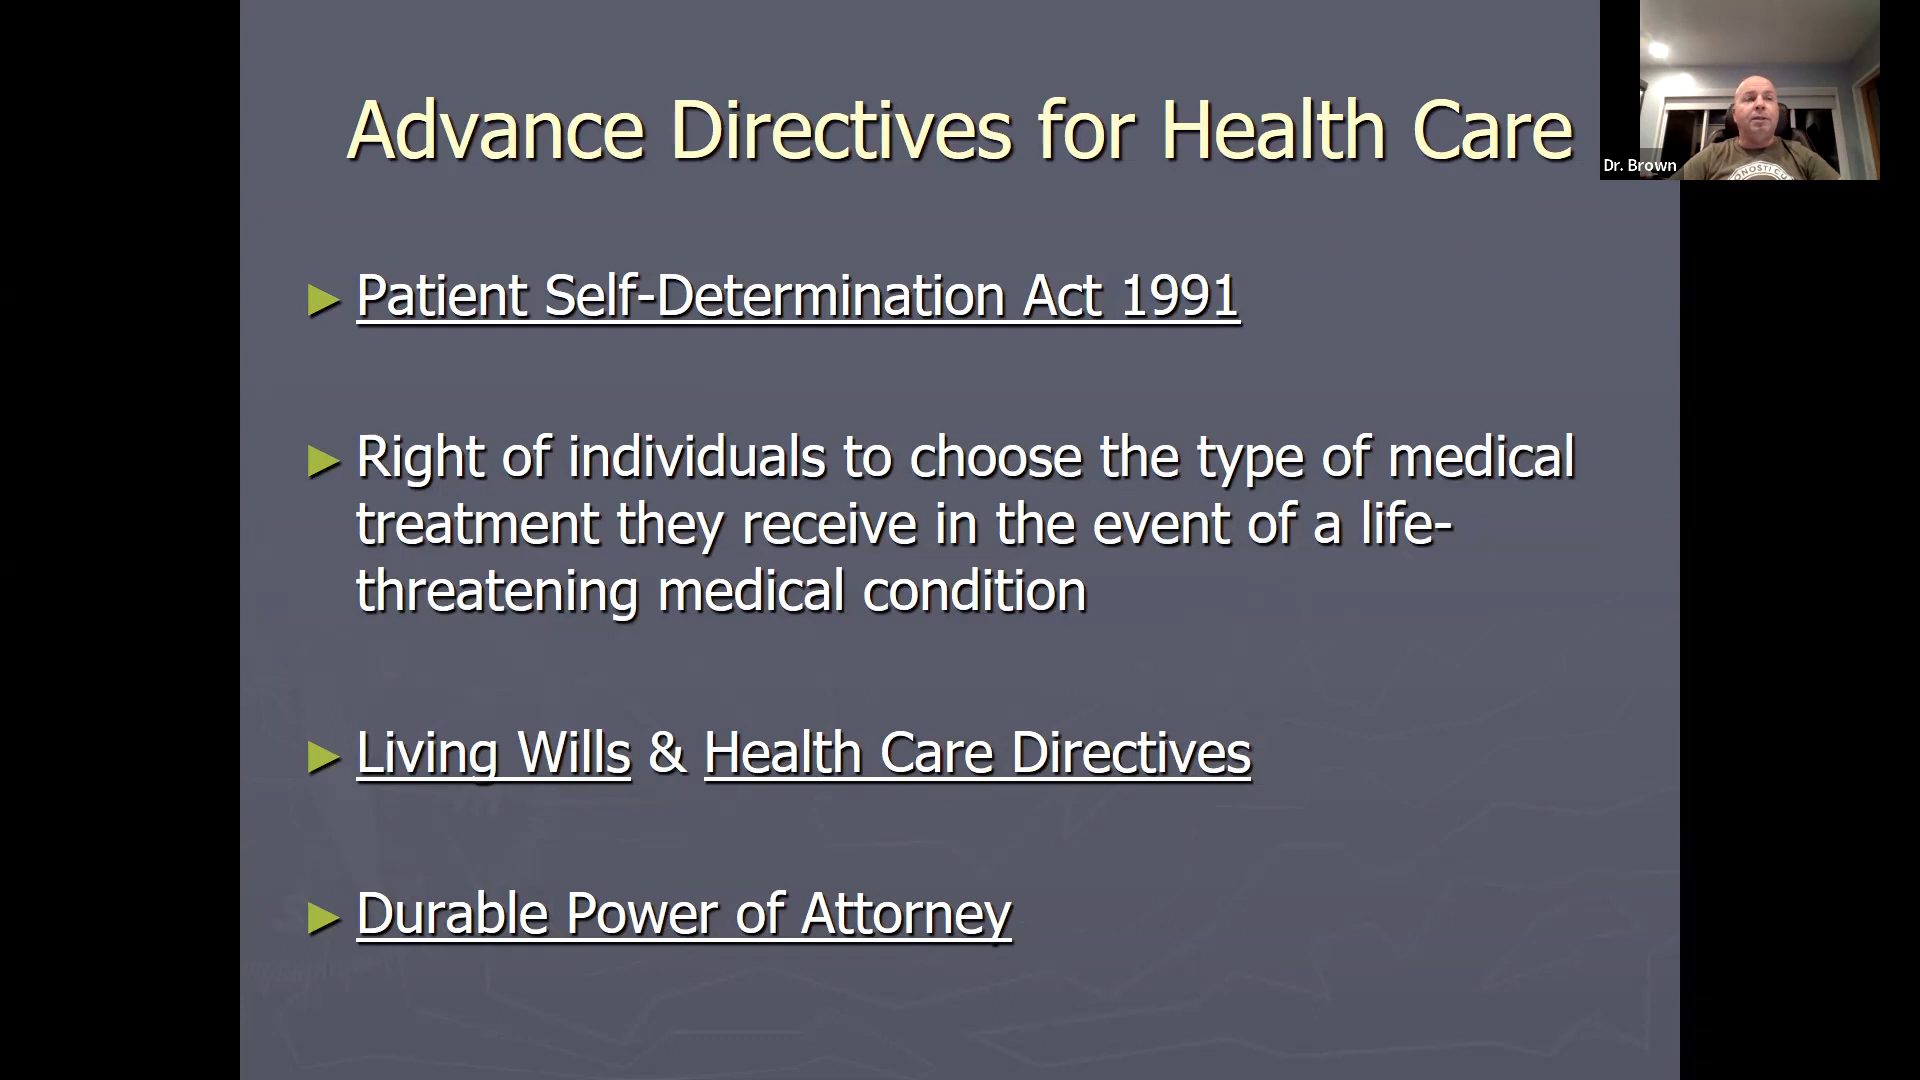 Advance Directives for Health Care
Dr. Brown
► Patient Self-Determination Act 1991
► Right of individuals to choose the type of medical
treatment they receive in the event of a life-
threatening medical condition
► Living Wills & Health Care Directives
► Durable Power of Attorney